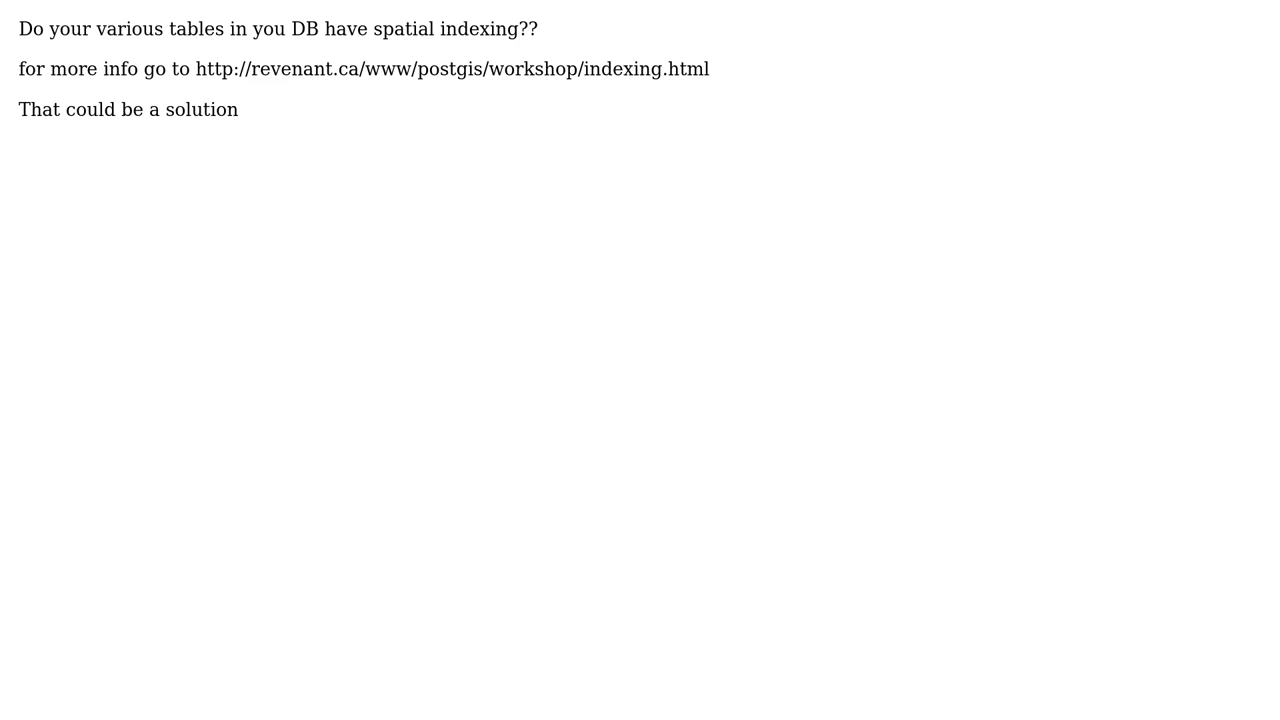 Do your various tables in you DB have spatial indexing??
for more info go to http://revenant.ca/www/postgis/workshop/indexing.html
That could be a solution